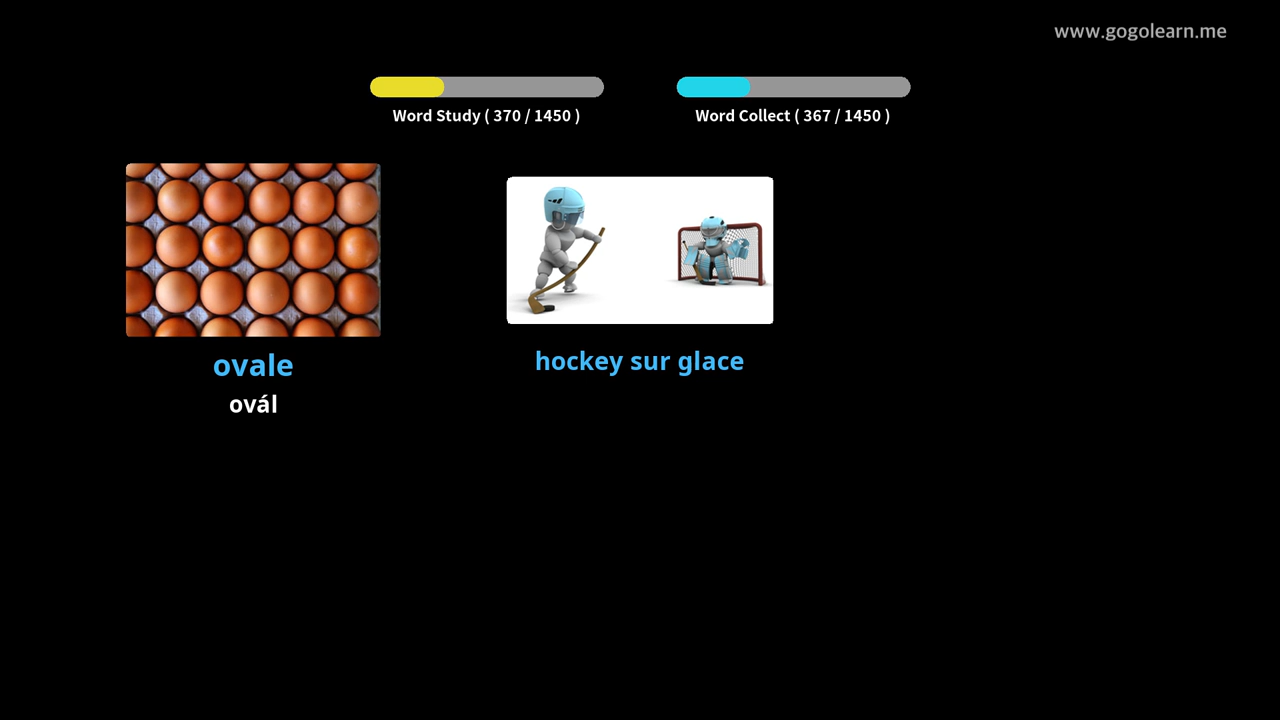 www.gogolearn.me
Word Study ( 370 / 1450 )
Word Collect ( 367 / 1450 )
ovale
ovál
hockey sur glace